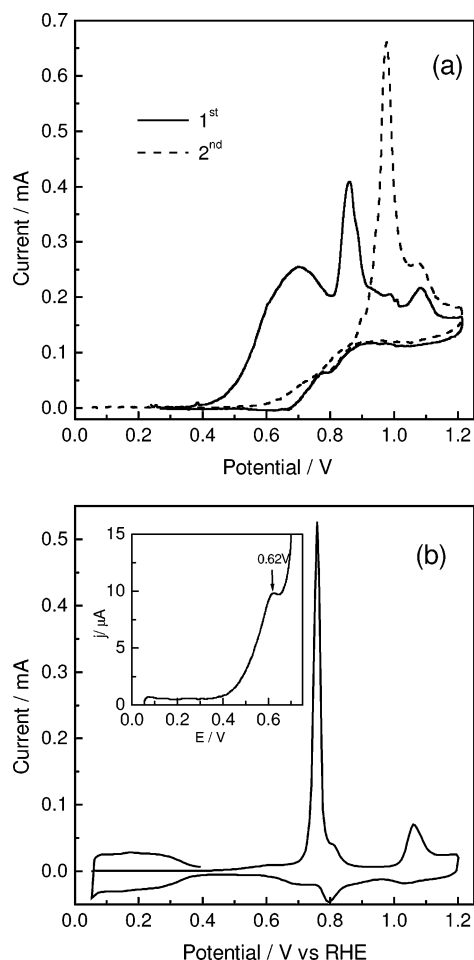 (a)
1st
2nd
Current / mA
0.7
0.6
0.5
0.4
0.3
0.2
0.1
0.0
0.0 0.2 0.4 0.6 0.8 1.0 1.2
Potential / V
(b)
Current / mA
0.5
0.4
0.3
0.2
0.1
0.0
15
10
5
0
j/ μA
0.62V
0.0 0.2 0.4 0.6
E / V
0.0 0.2 0.4 0.6 0.8 1.0 1.2
Potential / V vs RHE